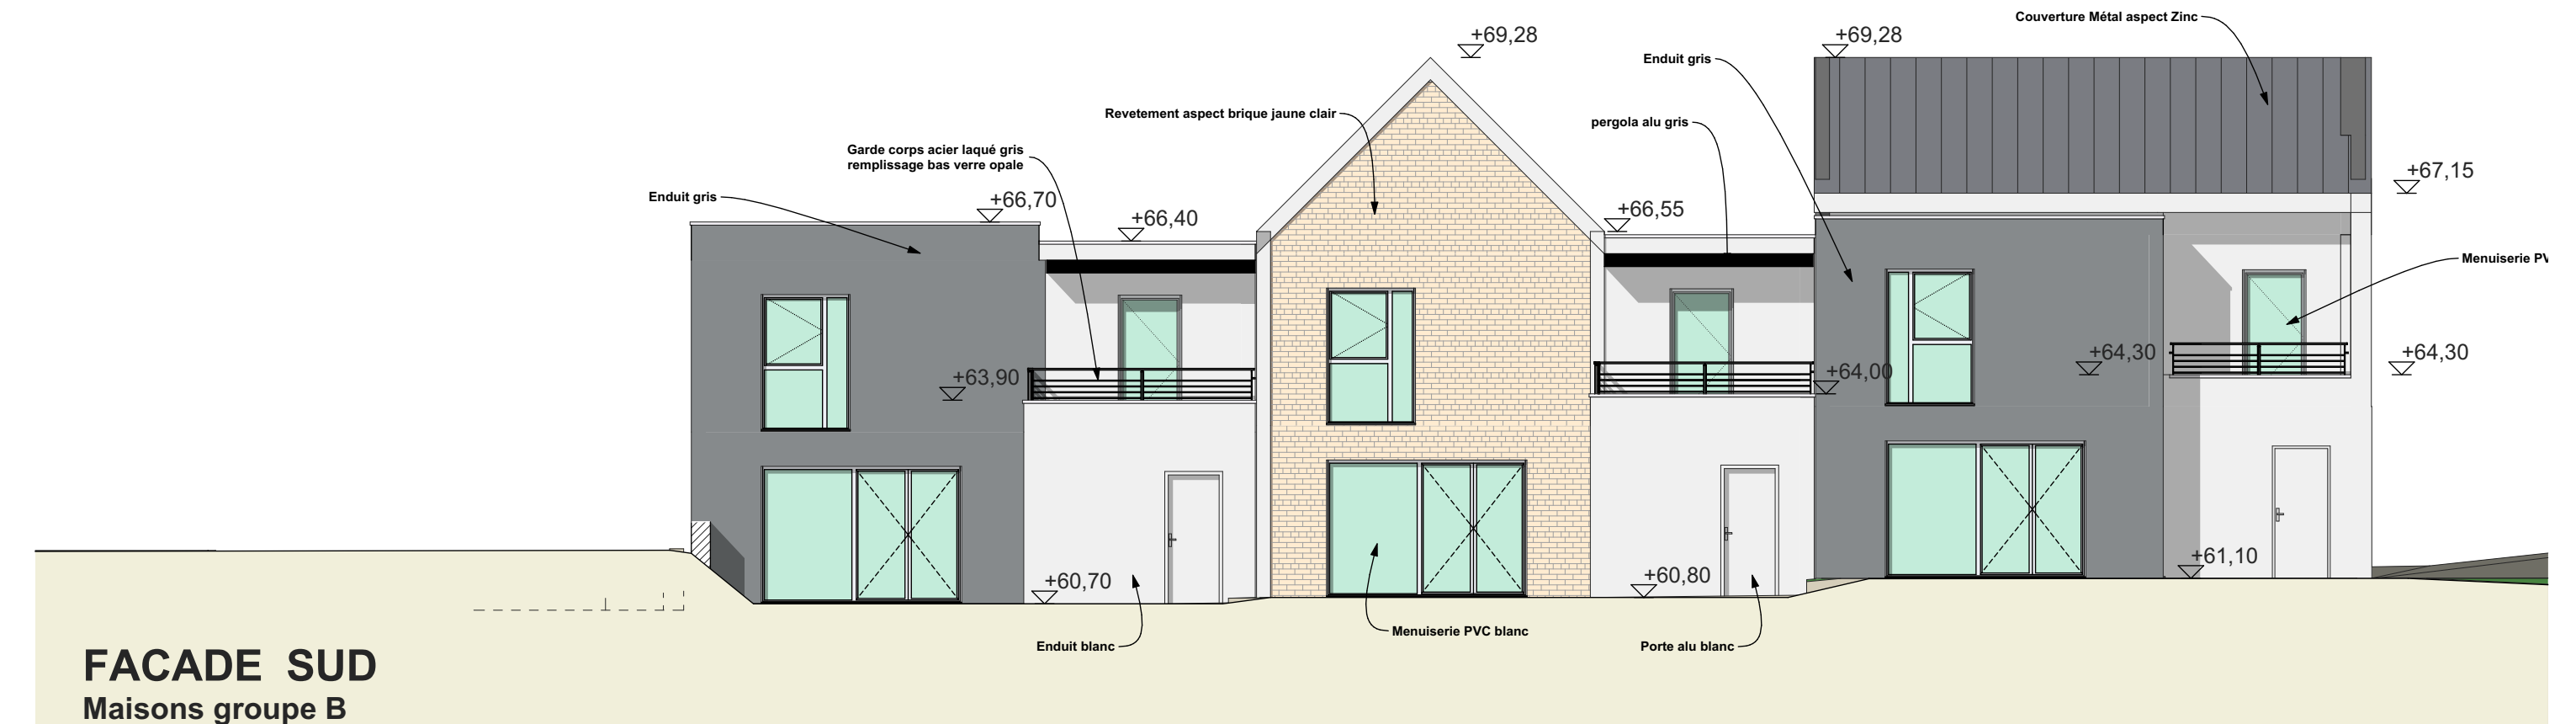 Couverture Métal aspect Zinc
+69,28
+69,28
Enduit gris
Revetement aspect brique jaune clair
pergola alu gris
Garde corps acier laqué gris
remplissage bas verre opale
+67,15
Enduit gris
+66,70
+66,40
+66,55
Menuiserie PV
+64,30
+64,30
+64,00
+63,90
+61,10
+60,70
+60,80
Menuiserie PVC blanc
Enduit blanc
Porte alu blanc
FACADE SUD
Maisons groupe B